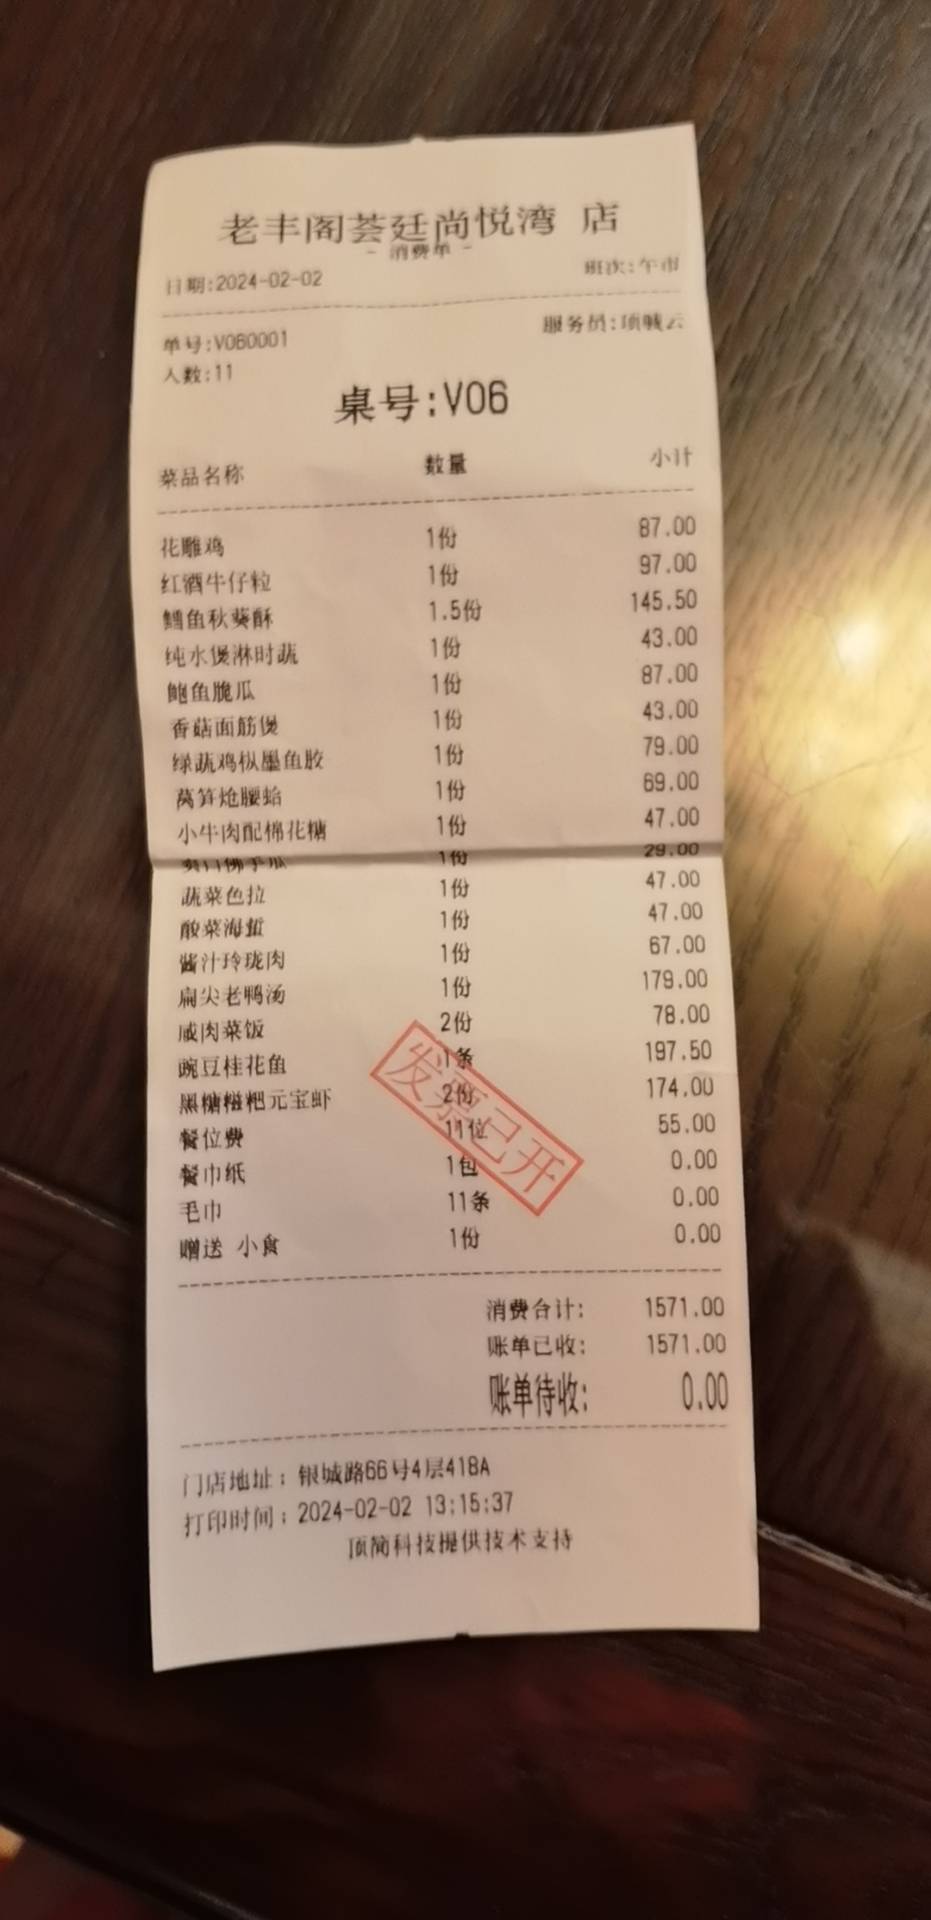 老丰阁荟廷尚悦湾 店
- 消费单 -
日期:2024-02-02 班次:午市
单号:V060001 服务员:顶
人数:11
桌号:V06
菜品名称 数量 小计
花雕鸡 1份 87.00
红酒牛仔粒 1份 97.00
鳕鱼秋葵酥 1.5份 145.50
纯水煲淋时蔬 1份 43.00
鲍鱼脆瓜 1份 87.00
香菇面筋煲 1份 43.00
绿蔬鸡枞墨鱼胶 1份 79.00
莴笋炝腰蛤 1份 69.00
小牛肉配棉花糖 1份 47.00
爽口佛手瓜 1份 29.00
蔬菜色拉 1份 47.00
酸菜海蜇 1份 47.00
酱汁玲珑肉 1份 67.00
扁尖老鸭汤 1份 179.00
咸肉菜饭 2份 78.00
豌豆桂花鱼 1条 197.50
黑糖糍粑元宝虾 2份 174.00
餐位费 11位 55.00
餐巾纸 1包 0.00
毛巾 11条 0.00
赠送 小食 1份 0.00
发票已开
消费合计: 1571.00
账单已收: 1571.00
账单待收: 0.00
门店地址：银城路66号4层418A
打印时间：2024-02-02 13:15:37
顶简科技提供技术支持